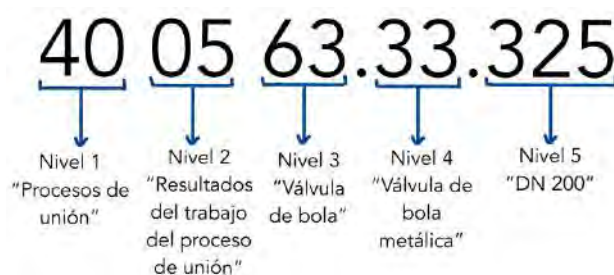 40 05 63.33.325
Nivel 1
"Procesos de
unión"
Nivel 2
"Resultados
del trabajo
del proceso
de unión"
Nivel 3
"Válvula
de bola"
Nivel 4
"Válvula de
bola
metálica"
Nivel 5
"DN 200"